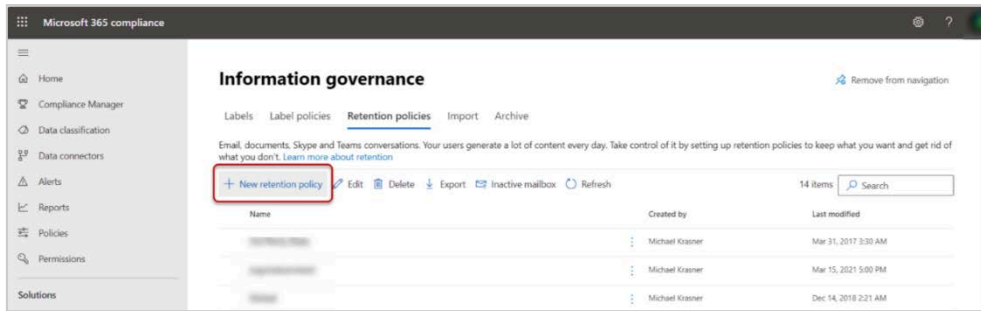 Microsoft 365 compliance
?
Home
Compliance Manager
Data classification
Data connectors
Alerts
Reports
Policies
Permissions
Solutions
Information governance
Remove from navigation
Labels Label policies Retention policies Import Archive
Email, documents, Skype and Teams conversations. Your users generate a lot of content every day. Take control of it by setting up retention policies to keep what you want and get rid of
what you don't. Learn more about retention
+ New retention policy Edit Delete Export Inactive mailbox Refresh 14 items Search
Name Created by Last modified
Michael Krasner Mar 31, 2017 3:30 AM
Michael Krasner Mar 15, 2021 5:00 PM
Michael Krasner Dec 14, 2018 2:21 AM